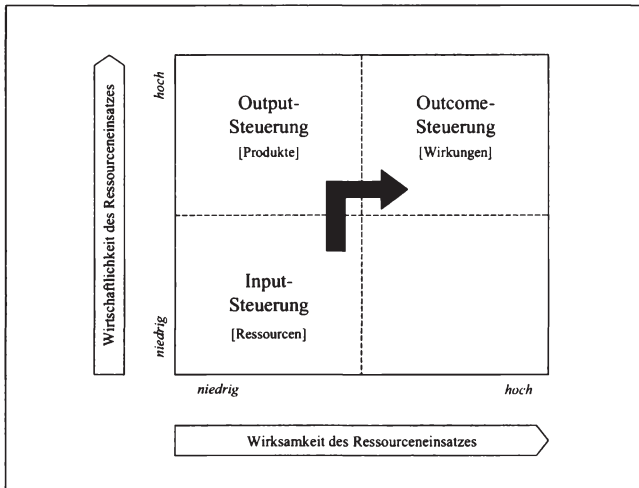 Wirtschaftlichkeit des Ressourceneinsatzes
hoch
niedrig
Output-
Steuerung
[Produkte]
Outcome-
Steuerung
[Wirkungen]
Input-
Steuerung
[Ressourcen]
niedrig
hoch
Wirksamkeit des Ressourceneinsatzes